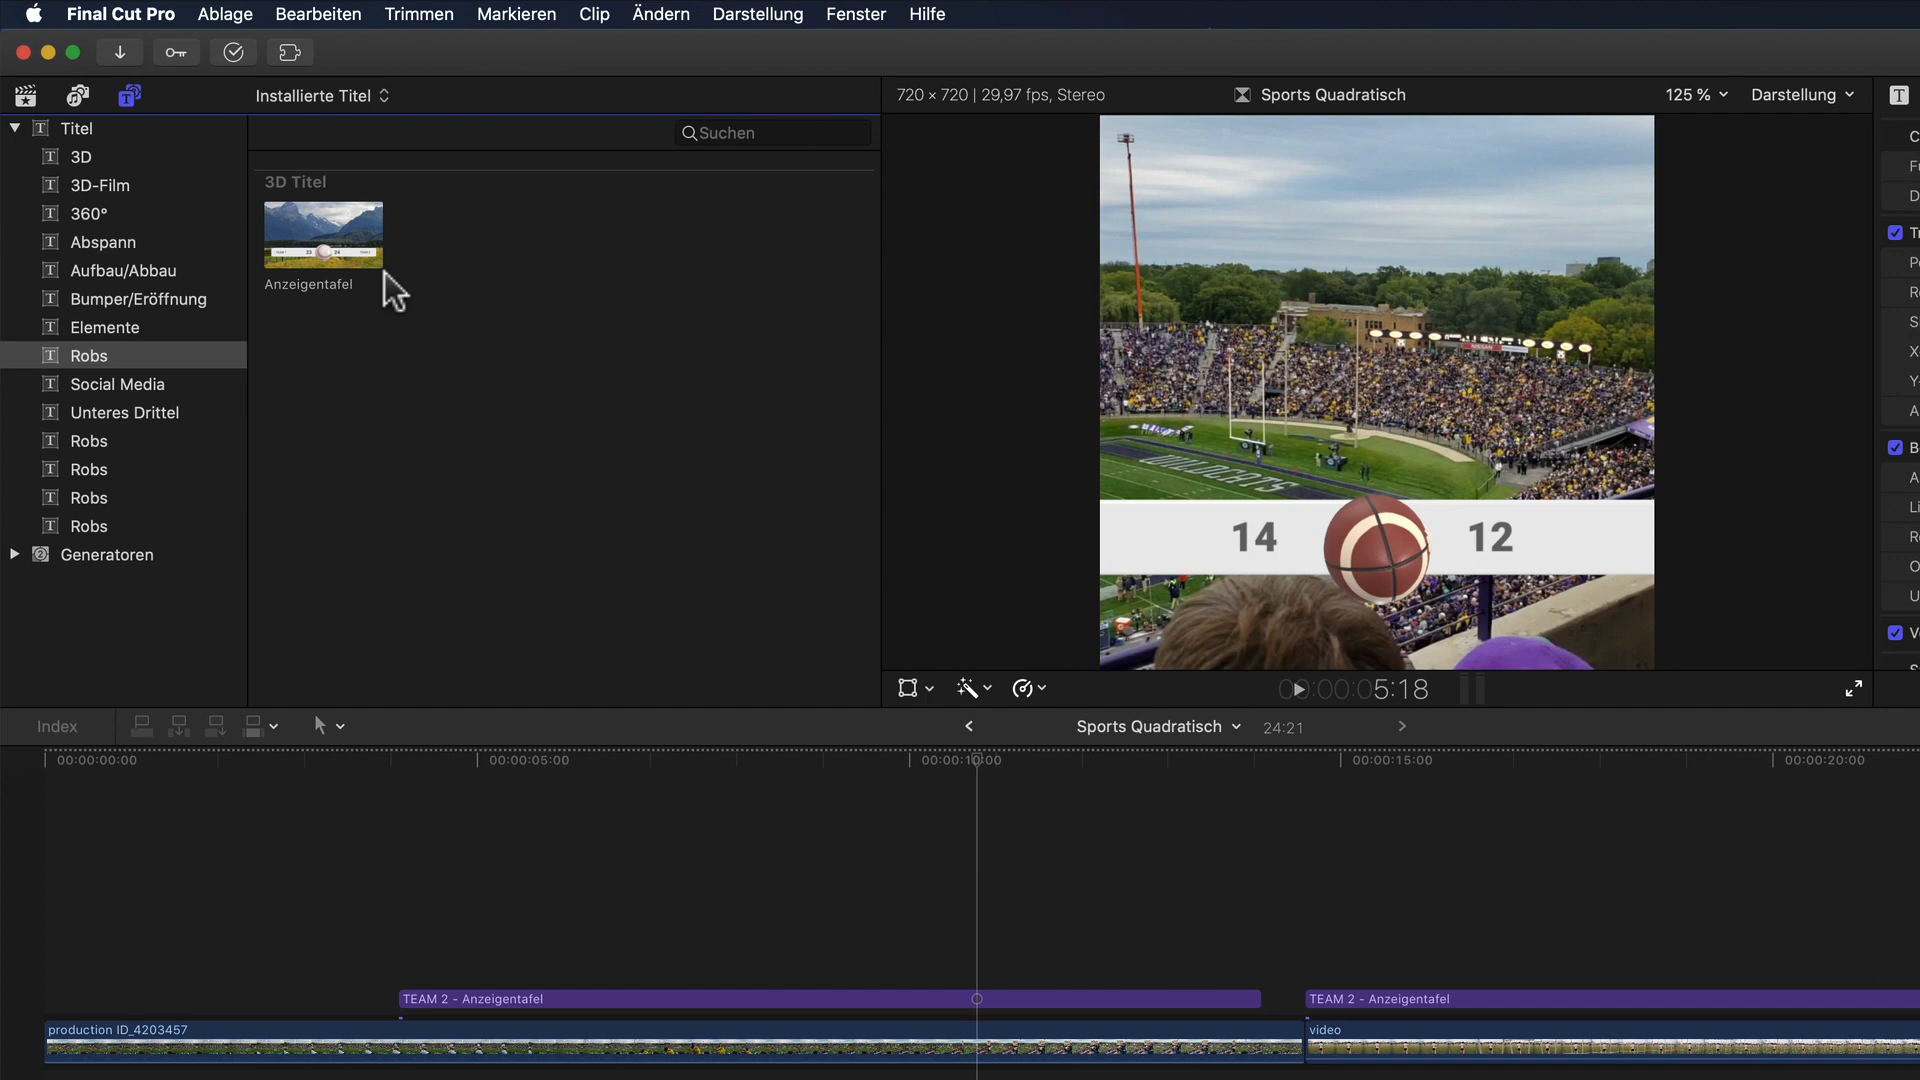 Final Cut Pro Ablage Bearbeiten Trimmen Markieren Clip Ändern Darstellung Fenster Hilfe
Installierte Titel
720 × 720 | 29,97 fps, Stereo
Sports Quadratisch
125 %
Darstellung
Titel
Suchen
3D
3D-Film
360°
Abspann
Aufbau/Abbau
Bumper/Eröffnung
Elemente
Robs
Social Media
Unteres Drittel
Robs
Robs
Robs
Robs
Generatoren
3D Titel
Anzeigentafel
NISSAN
WILDCATS
14 12
00:00:05:18
Index
Sports Quadratisch
24:21
00:00:00:00
00:00:05:00
00:00:10:00
00:00:15:00
00:00:20:00
TEAM 2 - Anzeigentafel
TEAM 2 - Anzeigentafel
production ID_4203457
video